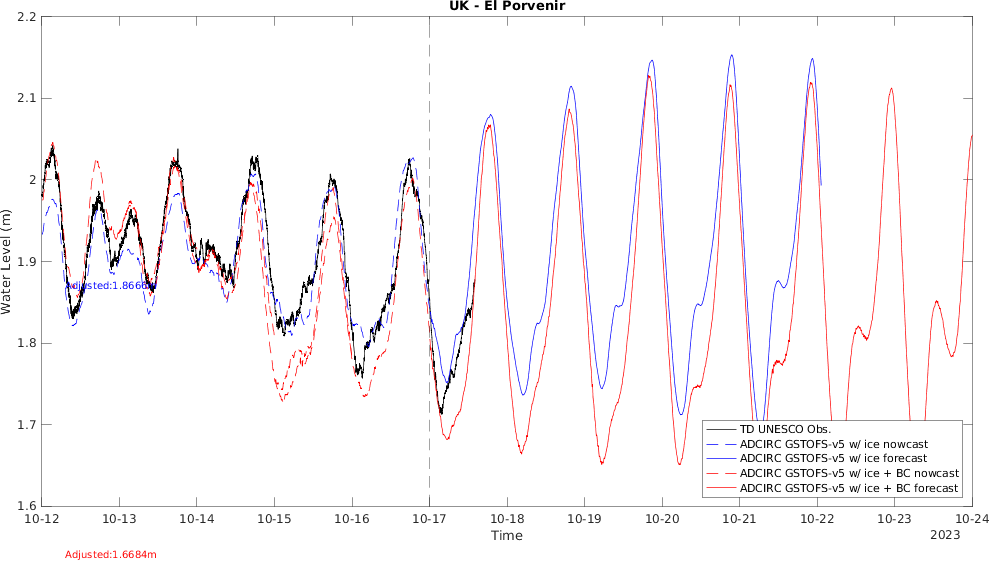 UK - El Porvenir
2.2
2.1
2
1.9
1.8
1.7
1.6
Water Level (m)
TD UNESCO Obs.
ADCIRC GSTOFS-v5 w/ ice nowcast
ADCIRC GSTOFS-v5 w/ ice forecast
ADCIRC GSTOFS-v5 w/ ice + BC nowcast
ADCIRC GSTOFS-v5 w/ ice + BC forecast
10-12 10-13 10-14 10-15 10-16 10-17 10-18 10-19 10-20 10-21 10-22 10-23 10-24
Time
2023
Adjusted:1.6684m